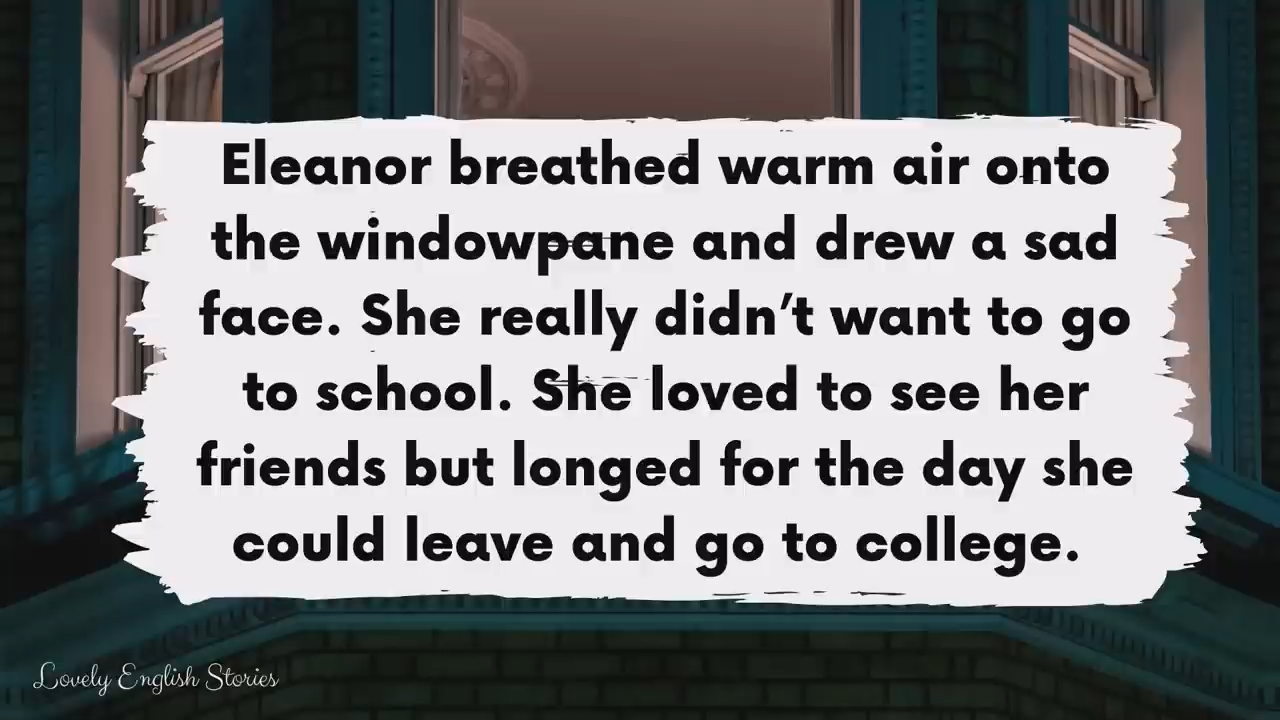 Eleanor breathed warm air onto
the windowpane and drew a sad
face. She really didn’t want to go
to school. She loved to see her
friends but longed for the day she
could leave and go to college.
Lovely English Stories